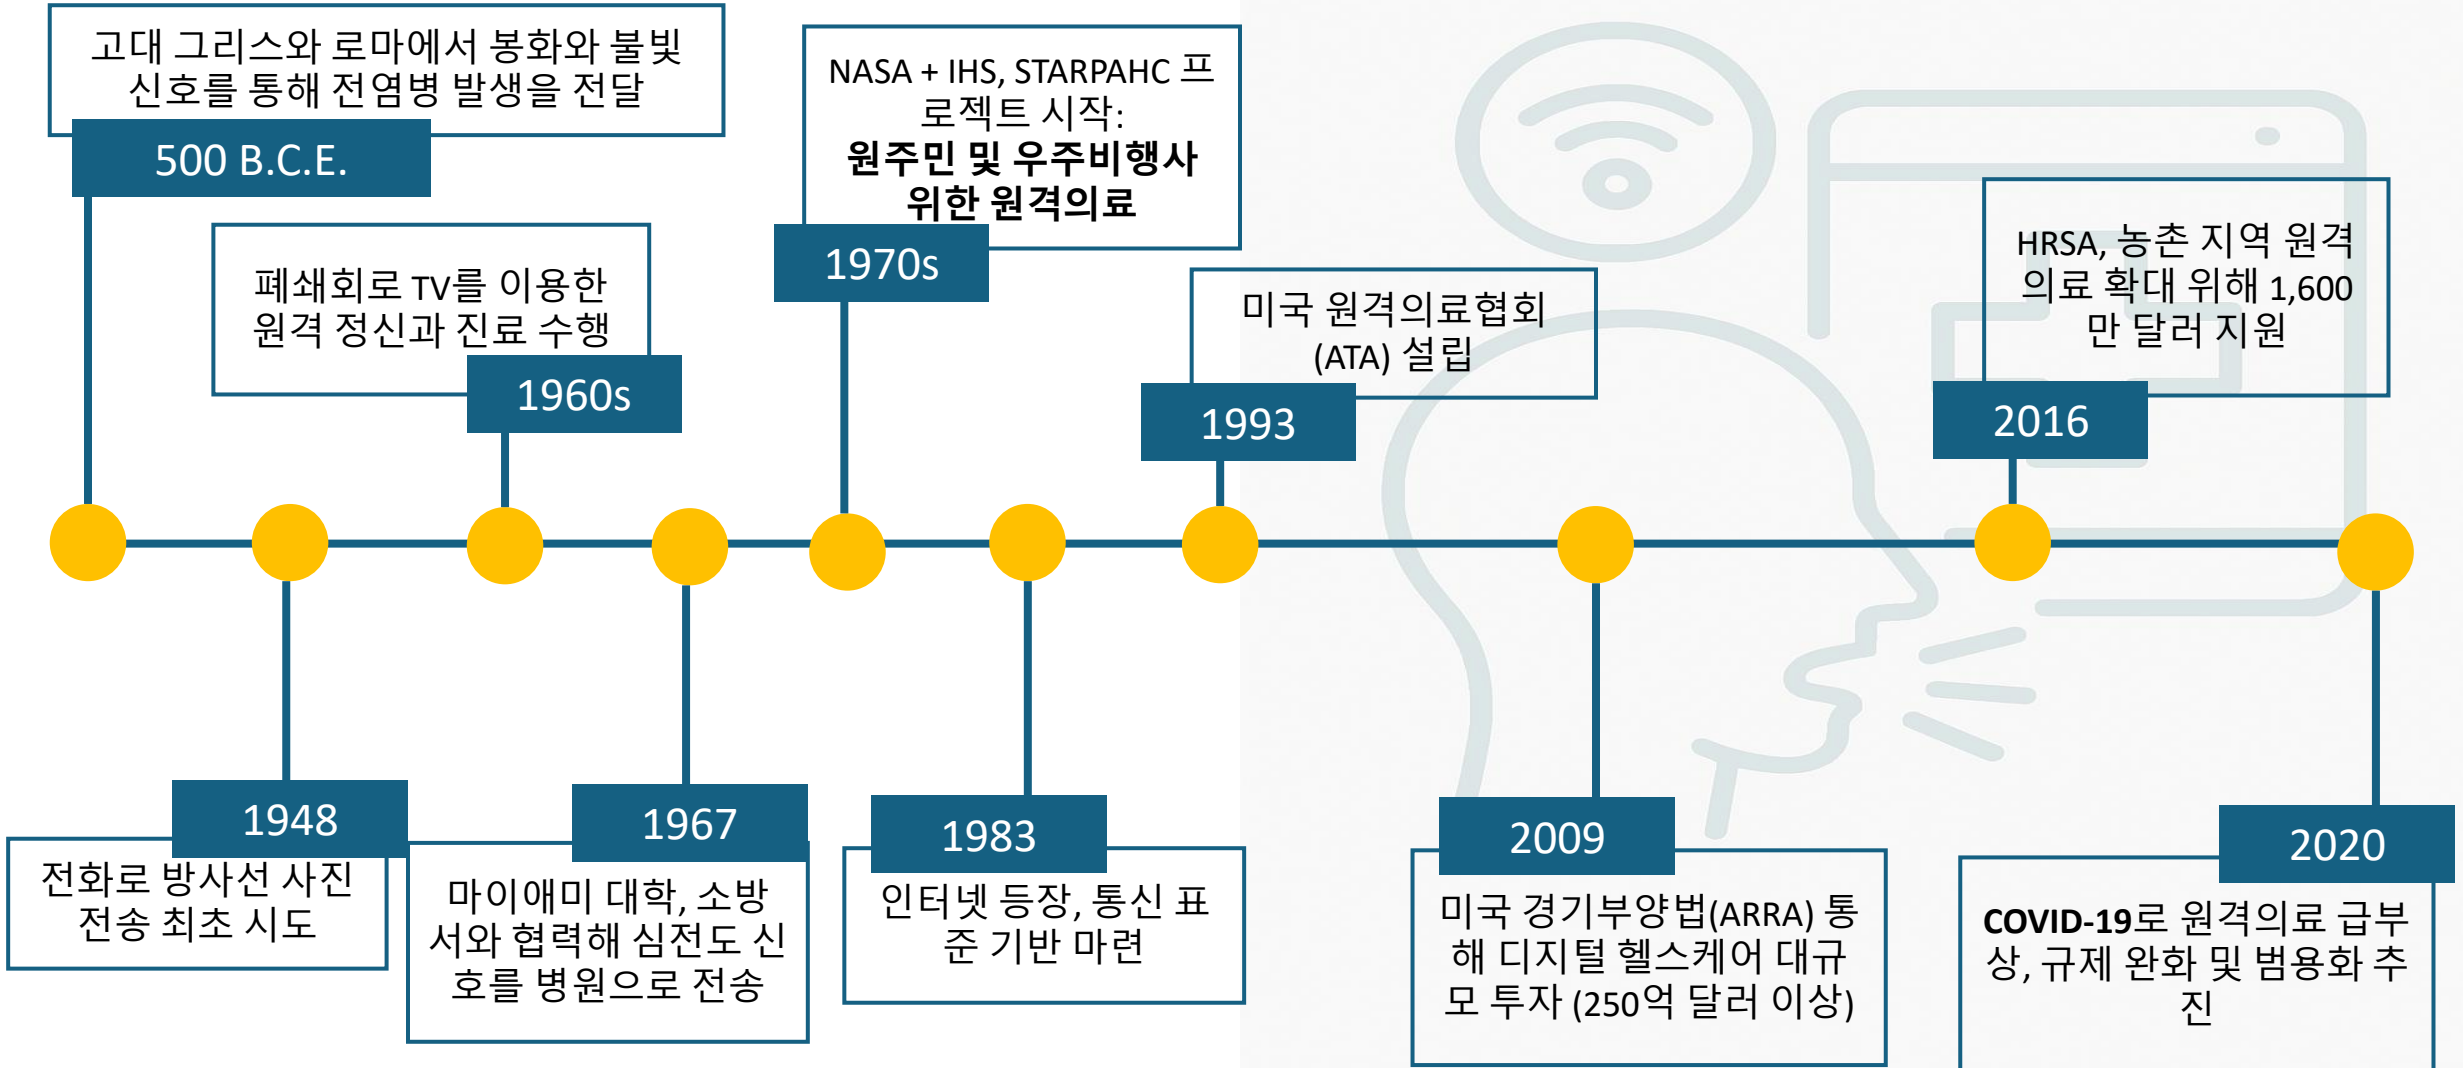 고대 그리스와 로마에서 봉화와 불빛
신호를 통해 전염병 발생을 전달
500 B.C.E.
전화로 방사선 사진
전송 최초 시도
1948
폐쇄회로 TV를 이용한
원격 정신과 진료 수행
1960s
1967
마이애미 대학, 소방
서와 협력해 심전도 신
호를 병원으로 전송
NASA + IHS, STARPAHC 프
로젝트 시작:
원주민 및 우주비행사
위한 원격의료
1970s
1983
인터넷 등장, 통신 표
준 기반 마련
미국 원격의료협회
(ATA) 설립
1993
2009
미국 경기부양법(ARRA) 통
해 디지털 헬스케어 대규
모 투자 (250억 달러 이상)
HRSA, 농촌 지역 원격
의료 확대 위해 1,600
만 달러 지원
2016
2020
COVID-19로 원격의료 급부
상, 규제 완화 및 범용화 추
진